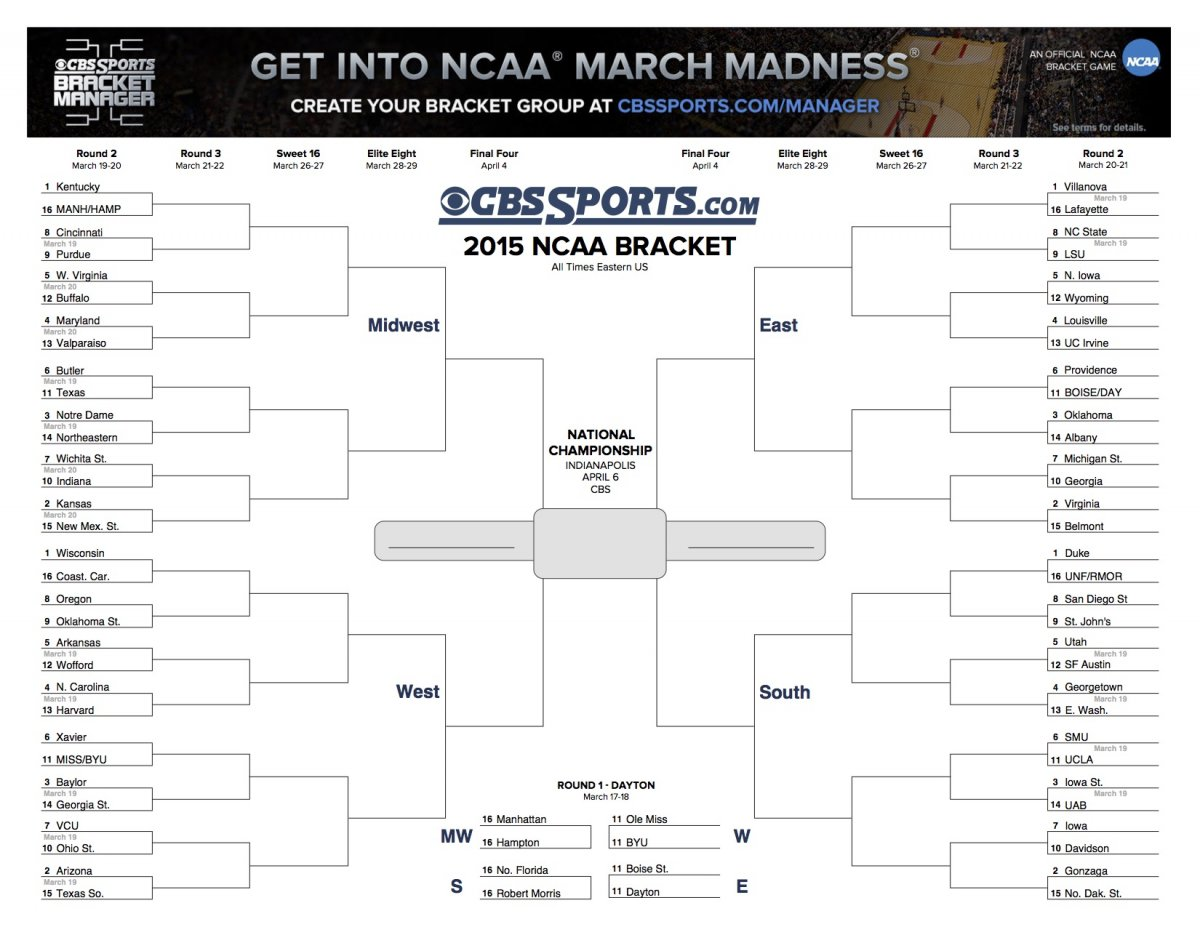 CBSSPORTS
BRACKET
MANAGER
GET INTO NCAA® MARCH MADNESS®
CREATE YOUR BRACKET GROUP AT CBSSPORTS.COM/MANAGER
AN OFFICIAL NCAA
BRACKET GAME
NCAA
See terms for details.
Round 2
March 19-20
Round 3
March 21-22
Sweet 16
March 26-27
Elite Eight
March 28-29
Final Four
April 4
Final Four
April 4
Elite Eight
March 28-29
Sweet 16
March 26-27
Round 3
March 21-22
Round 2
March 20-21
CBSSPORTS.COM
2015 NCAA BRACKET
All Times Eastern US
1 Kentucky
16 MANH/HAMP
8 Cincinnati
March 19
9 Purdue
5 W. Virginia
March 20
12 Buffalo
4 Maryland
March 20
13 Valparaiso
Midwest
6 Butler
March 19
11 Texas
3 Notre Dame
March 19
14 Northeastern
7 Wichita St.
March 20
10 Indiana
2 Kansas
March 20
15 New Mex. St.
1 Wisconsin
16 Coast. Car.
8 Oregon
9 Oklahoma St.
5 Arkansas
March 19
12 Wofford
4 N. Carolina
March 19
13 Harvard
West
6 Xavier
11 MISS/BYU
3 Baylor
March 19
14 Georgia St.
7 VCU
March 19
10 Ohio St.
2 Arizona
March 19
15 Texas So.
NATIONAL
CHAMPIONSHIP
INDIANAPOLIS
APRIL 6
CBS
1 Villanova
March 19
16 Lafayette
8 NC State
March 19
9 LSU
5 N. Iowa
12 Wyoming
4 Louisville
13 UC Irvine
East
6 Providence
11 BOISE/DAY
3 Oklahoma
14 Albany
7 Michigan St.
10 Georgia
2 Virginia
15 Belmont
1 Duke
16 UNF/RMOR
8 San Diego St
9 St. John's
5 Utah
March 19
12 SF Austin
4 Georgetown
March 19
13 E. Wash.
South
6 SMU
March 19
11 UCLA
3 Iowa St.
March 19
14 UAB
7 Iowa
10 Davidson
2 Gonzaga
15 No. Dak. St.
ROUND 1 - DAYTON
March 17-18
MW
16 Manhattan
16 Hampton
11 Ole Miss
11 BYU
W
S
16 No. Florida
16 Robert Morris
11 Boise St.
11 Dayton
E